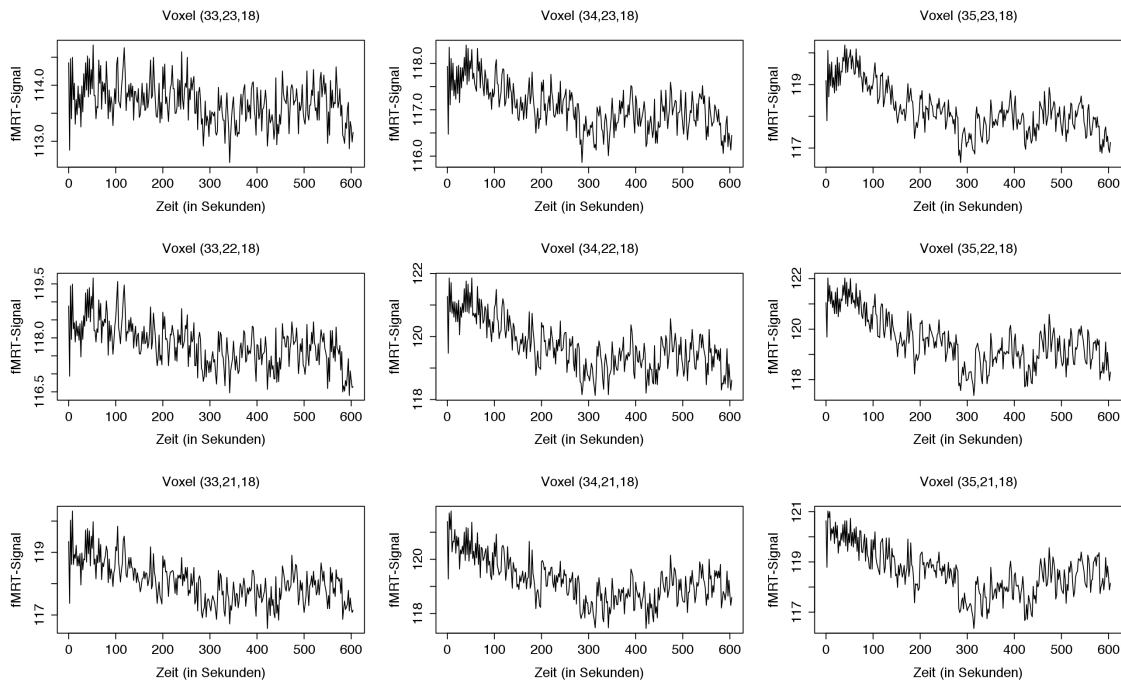 Voxel (33,23,18)
fMRT-Signal
113.0 114.0
0 100 200 300 400 500 600
Zeit (in Sekunden)
Voxel (34,23,18)
fMRT-Signal
116.0 117.0 118.0
0 100 200 300 400 500 600
Zeit (in Sekunden)
Voxel (35,23,18)
fMRT-Signal
117 119
0 100 200 300 400 500 600
Zeit (in Sekunden)
Voxel (33,22,18)
fMRT-Signal
116.5 118.0 119.5
0 100 200 300 400 500 600
Zeit (in Sekunden)
Voxel (34,22,18)
fMRT-Signal
118 120 122
0 100 200 300 400 500 600
Zeit (in Sekunden)
Voxel (35,22,18)
fMRT-Signal
118 120 122
0 100 200 300 400 500 600
Zeit (in Sekunden)
Voxel (33,21,18)
fMRT-Signal
117 119
0 100 200 300 400 500 600
Zeit (in Sekunden)
Voxel (34,21,18)
fMRT-Signal
118 120
0 100 200 300 400 500 600
Zeit (in Sekunden)
Voxel (35,21,18)
fMRT-Signal
117 119 121
0 100 200 300 400 500 600
Zeit (in Sekunden)